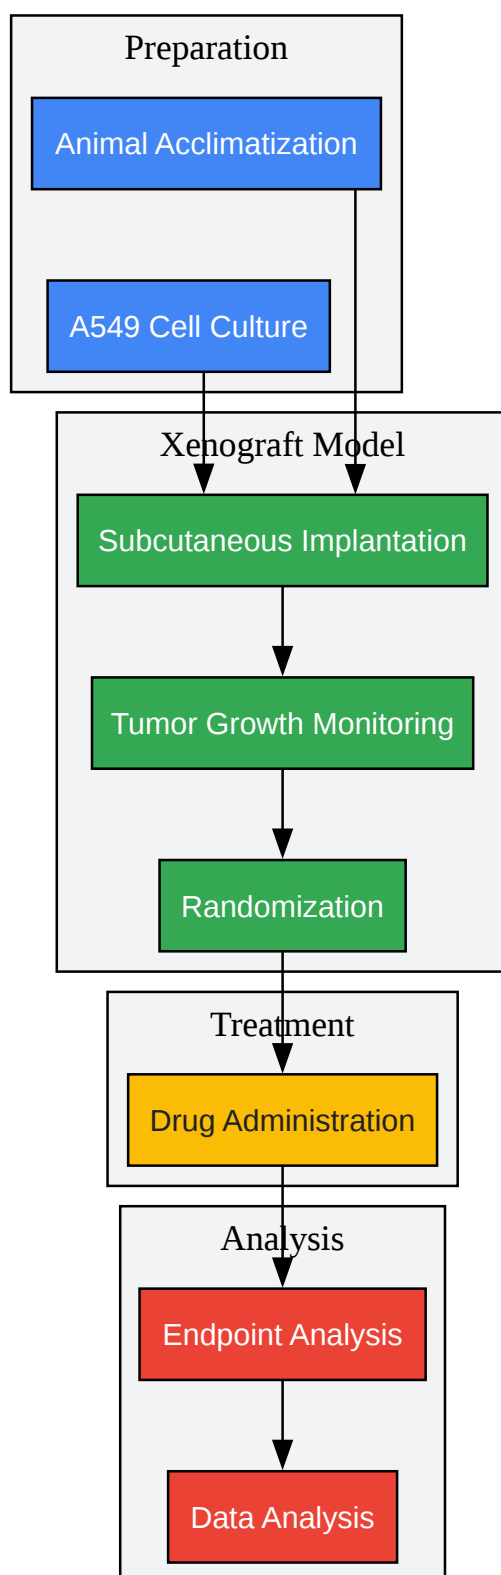 Preparation
Animal Acclimatization
A549 Cell Culture
Xenograft Model
Subcutaneous Implantation
Tumor Growth Monitoring
Randomization
Treatment
Drug Administration
Analysis
Endpoint Analysis
Data Analysis